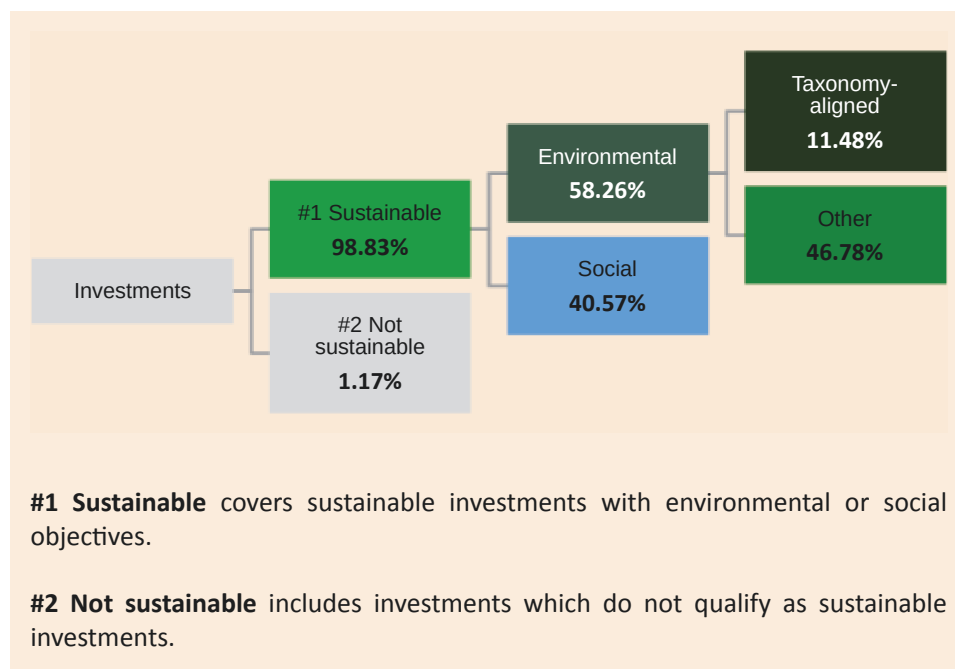 Investments
#1 Sustainable
98.83%
#2 Not
sustainable
1.17%
Environmental
58.26%
Social
40.57%
Taxonomy-
aligned
11.48%
Other
46.78%
#1 Sustainable covers sustainable investments with environmental or social
objectives.
#2 Not sustainable includes investments which do not qualify as sustainable
investments.